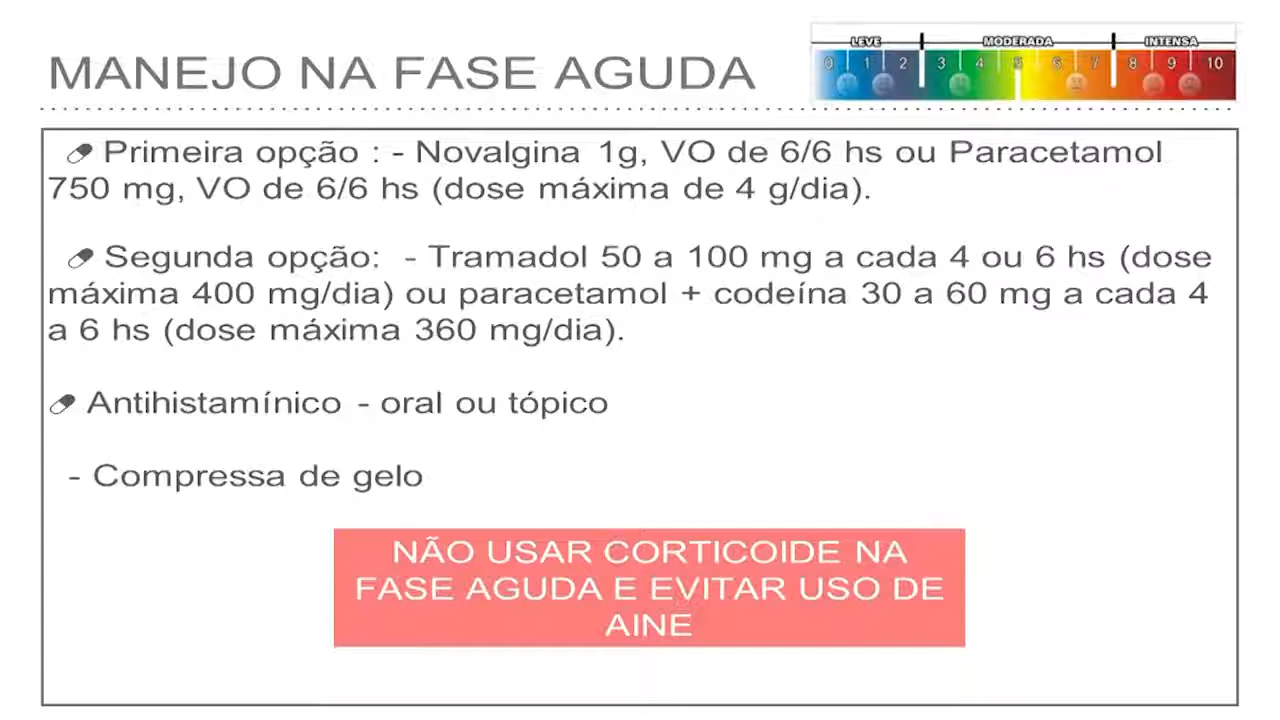 MANEJO NA FASE AGUDA
LEVE MODERADA INTENSA
0 1 2 3 4 5 6 7 8 9 10
Primeira opção : - Novalgina 1g, VO de 6/6 hs ou Paracetamol
750 mg, VO de 6/6 hs (dose máxima de 4 g/dia).
Segunda opção: - Tramadol 50 a 100 mg a cada 4 ou 6 hs (dose
máxima 400 mg/dia) ou paracetamol + codeína 30 a 60 mg a cada 4
a 6 hs (dose máxima 360 mg/dia).
Antihistamínico - oral ou tópico
- Compressa de gelo
NÃO USAR CORTICOIDE NA
FASE AGUDA E EVITAR USO DE
AINE